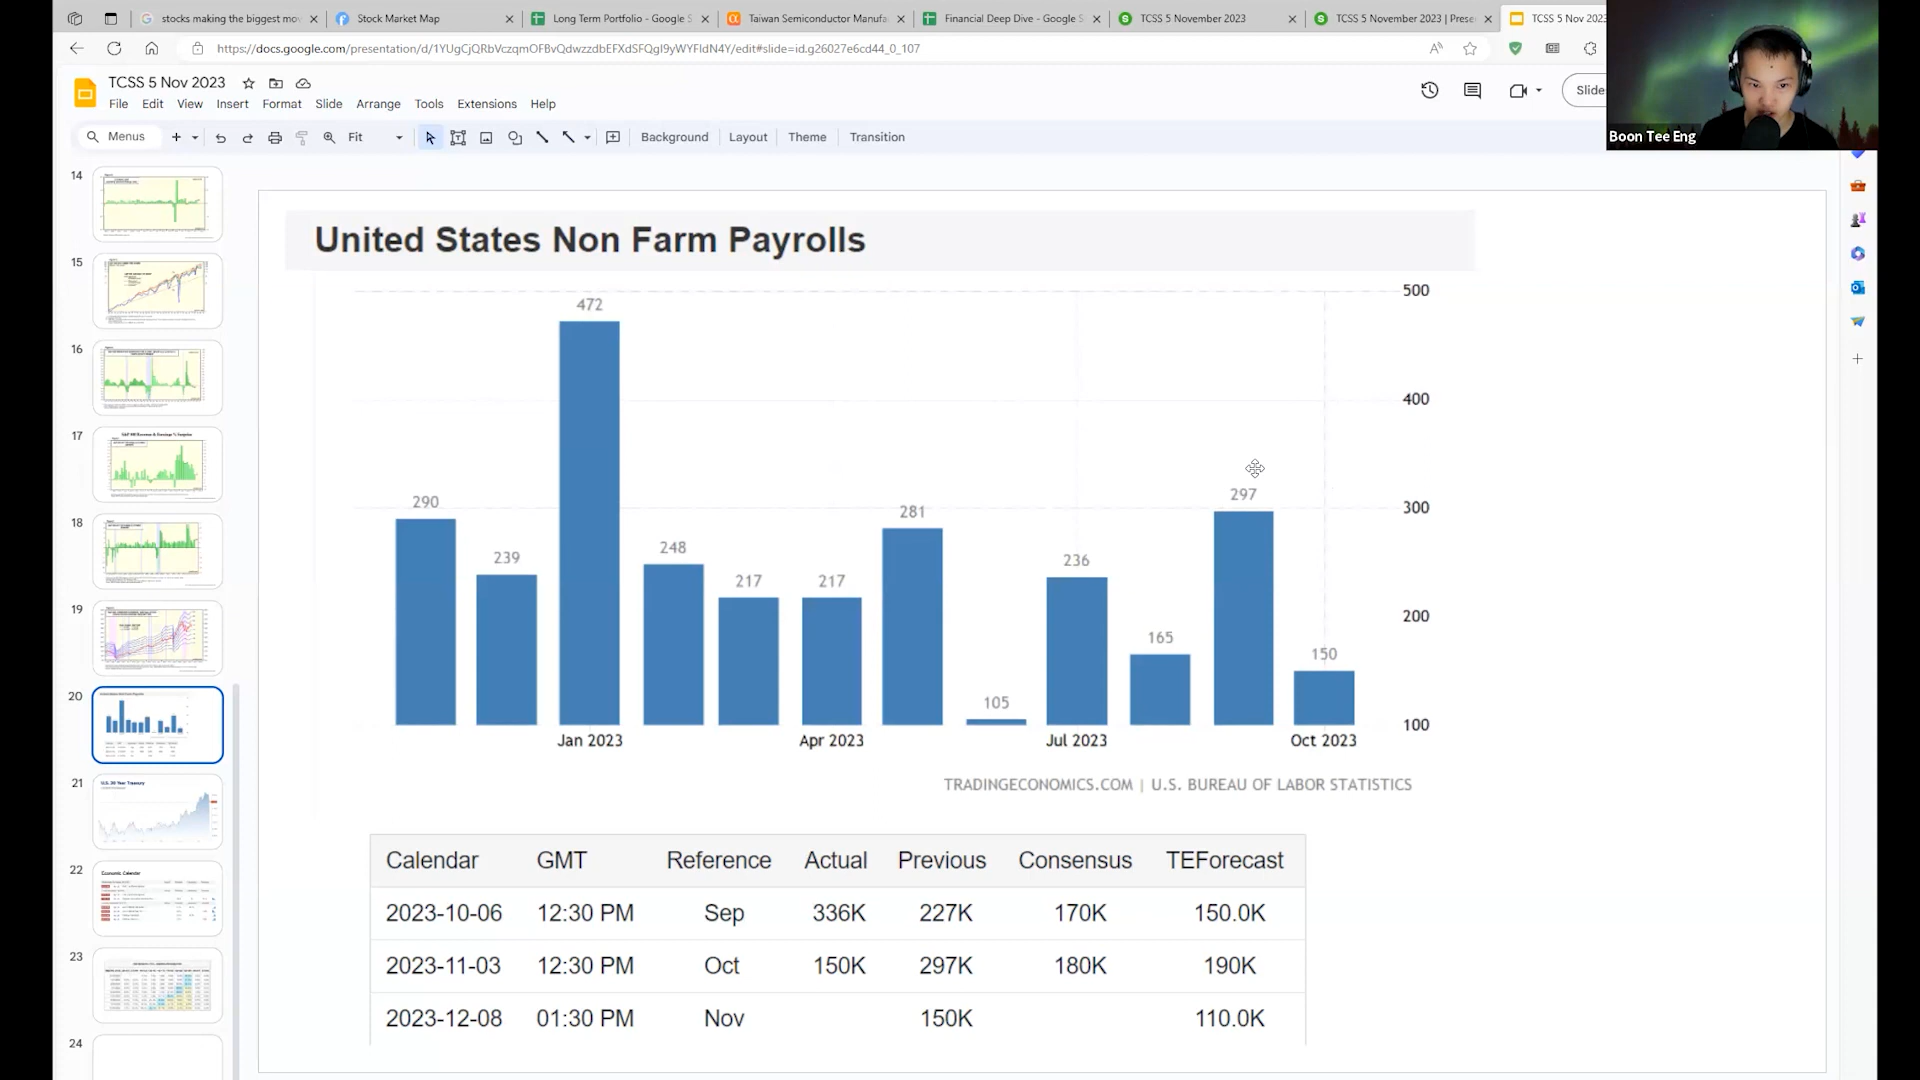 stocks making the biggest mov
Stock Market Map
Long Term Portfolio - Google S
Taiwan Semiconductor Manufa
Financial Deep Dive - Google S
TCSS 5 November 2023
TCSS 5 November 2023 | Prese
TCSS 5 Nov 2023
https://docs.google.com/presentation/d/1YUgCjQRbVczqmOFBvQdwzzdbEFXdSFQgI9yWYFIdN4Y/edit#slide=id.g26027e6cd44_0_107
TCSS 5 Nov 2023
File Edit View Insert Format Slide Arrange Tools Extensions Help
Slide
Boon Tee Eng
Menus
Fit
Background
Layout
Theme
Transition
14
15
16
17
18
19
20
21
22
23
24
United States Non Farm Payrolls
500
400
300
200
100
290
239
472
248
217
217
281
105
236
165
297
150
Jan 2023
Apr 2023
Jul 2023
Oct 2023
TRADINGECONOMICS.COM | U.S. BUREAU OF LABOR STATISTICS
Calendar GMT Reference Actual Previous Consensus TEForecast
2023-10-06 12:30 PM Sep 336K 227K 170K 150.0K
2023-11-03 12:30 PM Oct 150K 297K 180K 190K
2023-12-08 01:30 PM Nov 150K 110.0K